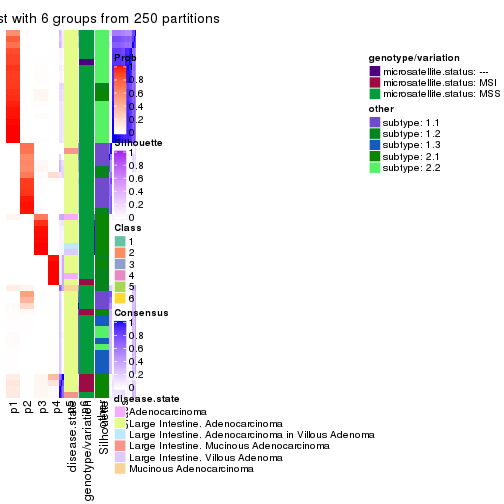 st with 6 groups from 250 partitions
Prob
0.8
0.6
0.4
0.2
0
Silhouette
1
0.8
0.6
0.4
0.2
0
Class
1
2
3
4
5
6
Consensus
1
0.8
0.6
0.4
0.2
0
disease.state
Adenocarcinoma
Large Intestine. Adenocarcinoma
Large Intestine. Adenocarcinoma in Villous Adenoma
Large Intestine. Mucinous Adenocarcinoma
Large Intestine. Villous Adenoma
Mucinous Adenocarcinoma
genotype/variation
microsatellite.status: ---
microsatellite.status: MSI
microsatellite.status: MSS
other
subtype: 1.1
subtype: 1.2
subtype: 1.3
subtype: 2.1
subtype: 2.2
p1
p2
p3
p4
disease.state
genotype/variation
Silhouette